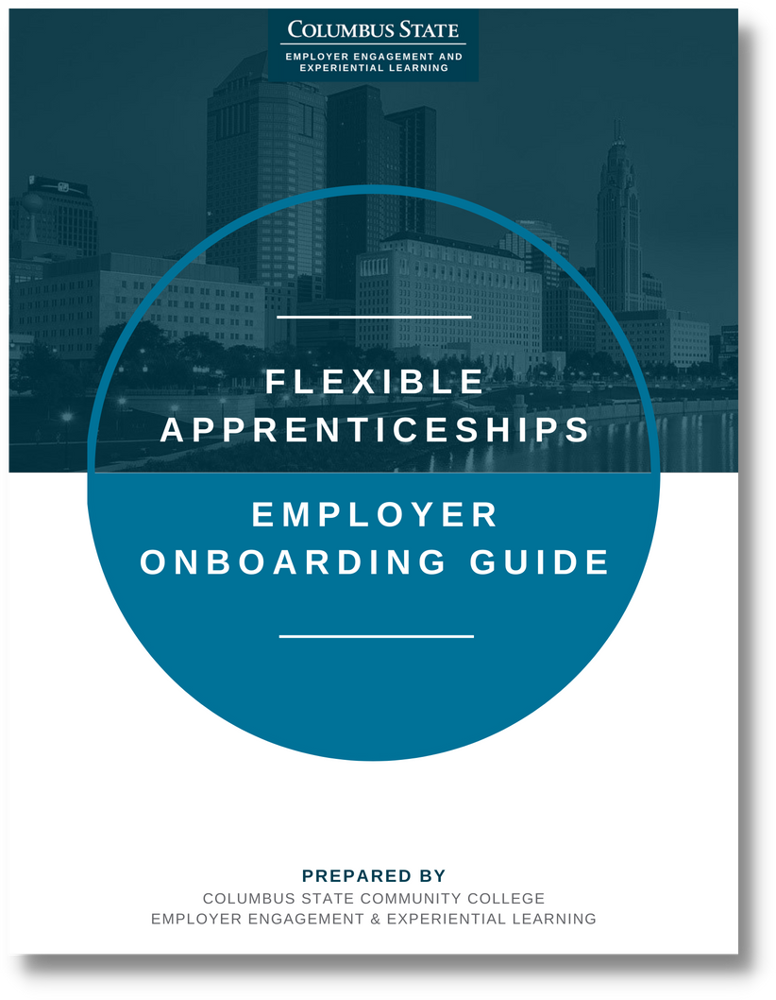 COLUMBUS STATE
EMPLOYER ENGAGEMENT AND
EXPERIENTIAL LEARNING
FLEXIBLE
APPRENTICESHIPS
EMPLOYER
ONBOARDING GUIDE
PREPARED BY
COLUMBUS STATE COMMUNITY COLLEGE
EMPLOYER ENGAGEMENT & EXPERIENTIAL LEARNING